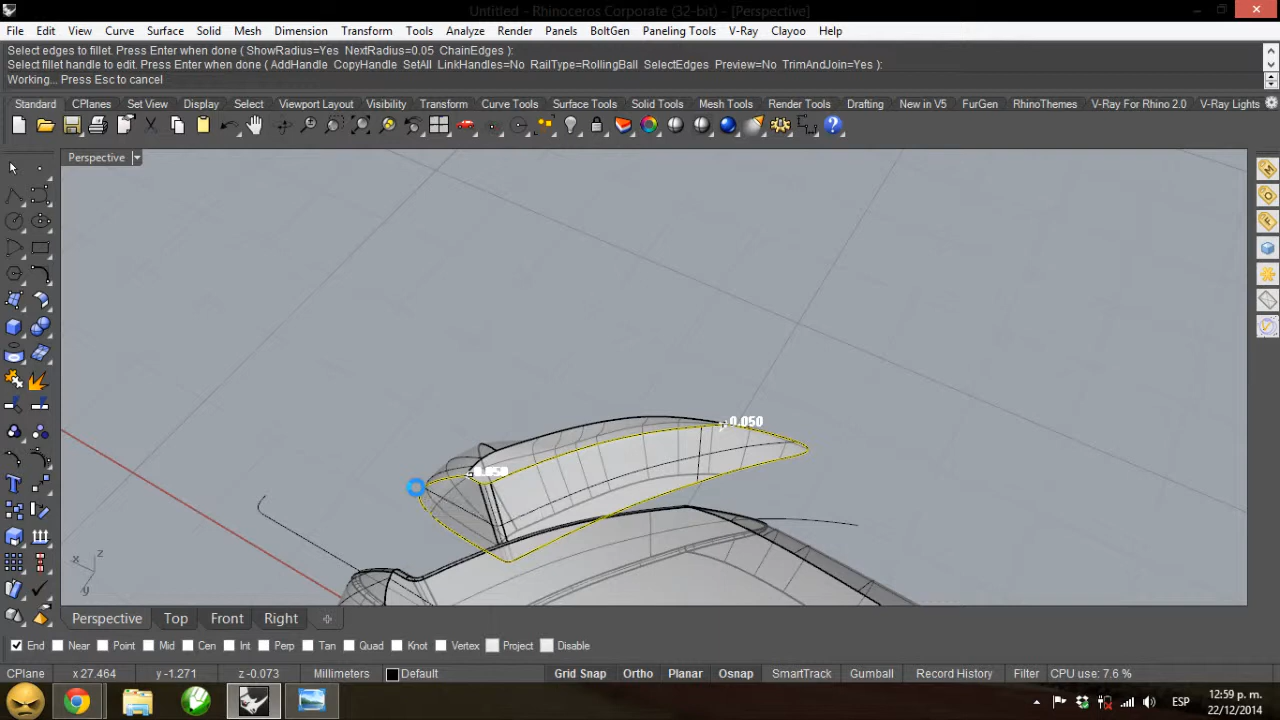 Untitled - Rhinoceros Corporate (32-bit) - [Perspective]
File Edit View Curve Surface Solid Mesh Dimension Transform Tools Analyze Render Panels BoltGen Paneling Tools V-Ray Clayoo Help
Select edges to fillet. Press Enter when done ( ShowRadius=Yes NextRadius=0.05 ChainEdges ):
Select fillet handle to edit. Press Enter when done ( AddHandle CopyHandle SetAll LinkHandles=No RailType=RollingBall SelectEdges Preview=No TrimAndJoin=Yes ):
Working... Press Esc to cancel
Standard CPlanes Set View Display Select Viewport Layout Visibility Transform Curve Tools Surface Tools Solid Tools Mesh Tools Render Tools Drafting New in V5 FurGen RhinoThemes V-Ray For Rhino 2.0 V-Ray Lights
Perspective
0.050
0.050
x z y
Perspective Top Front Right
End Near Point Mid Cen Int Perp Tan Quad Knot Vertex Project Disable
CPlane x 27.464 y -1.271 z -0.073 Millimeters Default Grid Snap Ortho Planar Osnap SmartTrack Gumball Record History Filter CPU use: 7.6 %
ESP
12:59 p. m.
22/12/2014